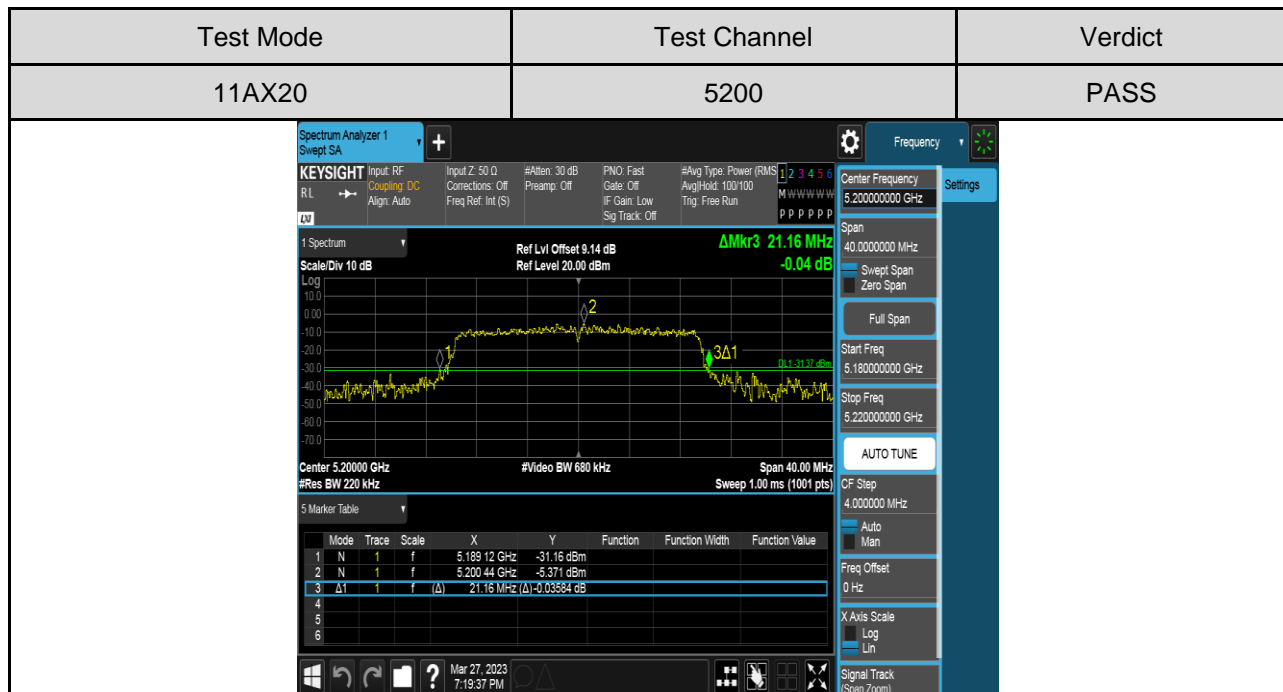 Test Mode Test Channel Verdict
11AX20 5200 PASS
Spectrum Analyzer 1
Swept SA
+
Frequency
KEYSIGHT Input: RF Input Z: 50 Ω #Atten: 30 dB PNO: Fast #Avg Type: Power (RMS 1 2 3 4 5 6
RL Coupling: DC Corrections: Off Preamp: Off Gate: Off Avg|Hold: 100/100 M W W W W W
Align: Auto Freq Ref: Int (S) IF Gain: Low Trig: Free Run
LXI Sig Track: Off P P P P P P
1 Spectrum
Ref Lvl Offset 9.14 dB ΔMkr3 21.16 MHz
Scale/Div 10 dB Ref Level 20.00 dBm -0.04 dB
Log
10.0
0.00
-10.0
-20.0
-30.0
-40.0
-50.0
-60.0
-70.0
2
1
3Δ1
DL1 -31.37 dBm
Center 5.20000 GHz #Video BW 680 kHz Span 40.00 MHz
#Res BW 220 kHz Sweep 1.00 ms (1001 pts)
5 Marker Table
Mode Trace Scale X Y Function Function Width Function Value
1 N 1 f 5.189 12 GHz -31.16 dBm
2 N 1 f 5.200 44 GHz -5.371 dBm
3 Δ1 1 f (Δ) 21.16 MHz (Δ) -0.03584 dB
4
5
6
? Mar 27, 2023
7:19:37 PM
Center Frequency
5.200000000 GHz
Settings
Span
40.0000000 MHz
Swept Span
Zero Span
Full Span
Start Freq
5.180000000 GHz
Stop Freq
5.220000000 GHz
AUTO TUNE
CF Step
4.000000 MHz
Auto
Man
Freq Offset
0 Hz
X Axis Scale
Log
Lin
Signal Track
(Span Zoom)